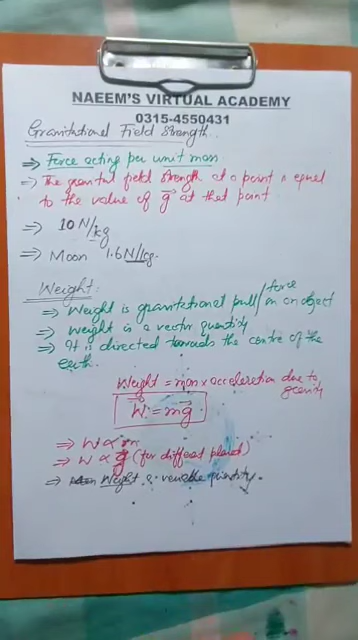 NAEEM's VIRTUAL ACADEMY
0315-4550431
Gravitational Field Strength.
⇒ Force acting per unit mass
⇒ The gravita field strength at a point is equal
to the value of g⃗ at that point
⇒ 10 N/kg
⇒ Moon 1.6 N/kg.
Weight:
⇒ Weight is gravitational pull/force on an object
⇒ Weight is a vector quantity
⇒ It is directed towards the centre of the
earth.
Weight = mass × acceleration due to
gravity
W⃗ = mg⃗
⇒ W ∝ m
⇒ W ∝ g⃗ (for different planet)
⇒ Weight is variable quantity.